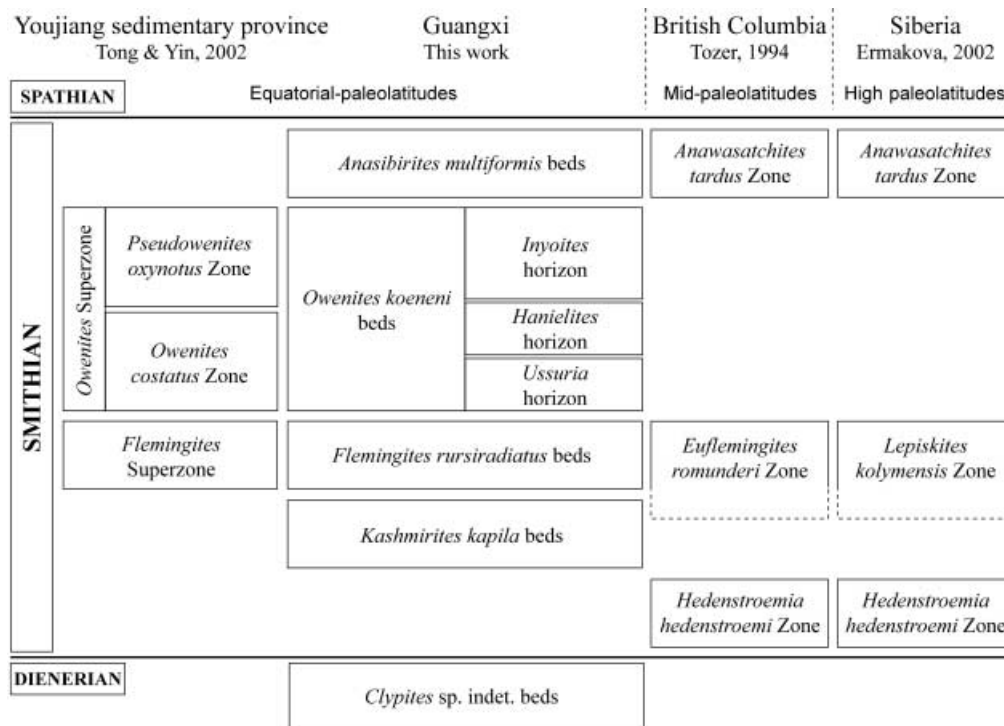 Youjiang sedimentary province
Tong & Yin, 2002
Guangxi
This work
British Columbia
Tozer, 1994
Siberia
Ermakova, 2002
SPATHIAN
Equatorial-paleolatitudes
Mid-paleolatitudes
High paleolatitudes
SMITHIAN
Anasibirites multiformis beds
Anawasatchites
tardus Zone
Anawasatchites
tardus Zone
Owenites Superzone
Pseudowenites
oxynotus Zone
Owenites
costatus Zone
Owenites koeneni
beds
Inyoites
horizon
Hanielites
horizon
Ussuria
horizon
Flemingites
Superzone
Flemingites rursiradiatus beds
Euflemingites
romunderi Zone
Lepiskites
kolymensis Zone
Kashmirites kapila beds
Hedenstroemia
hedenstroemi Zone
Hedenstroemia
hedenstroemi Zone
DIENERIAN
Clypites sp. indet. beds